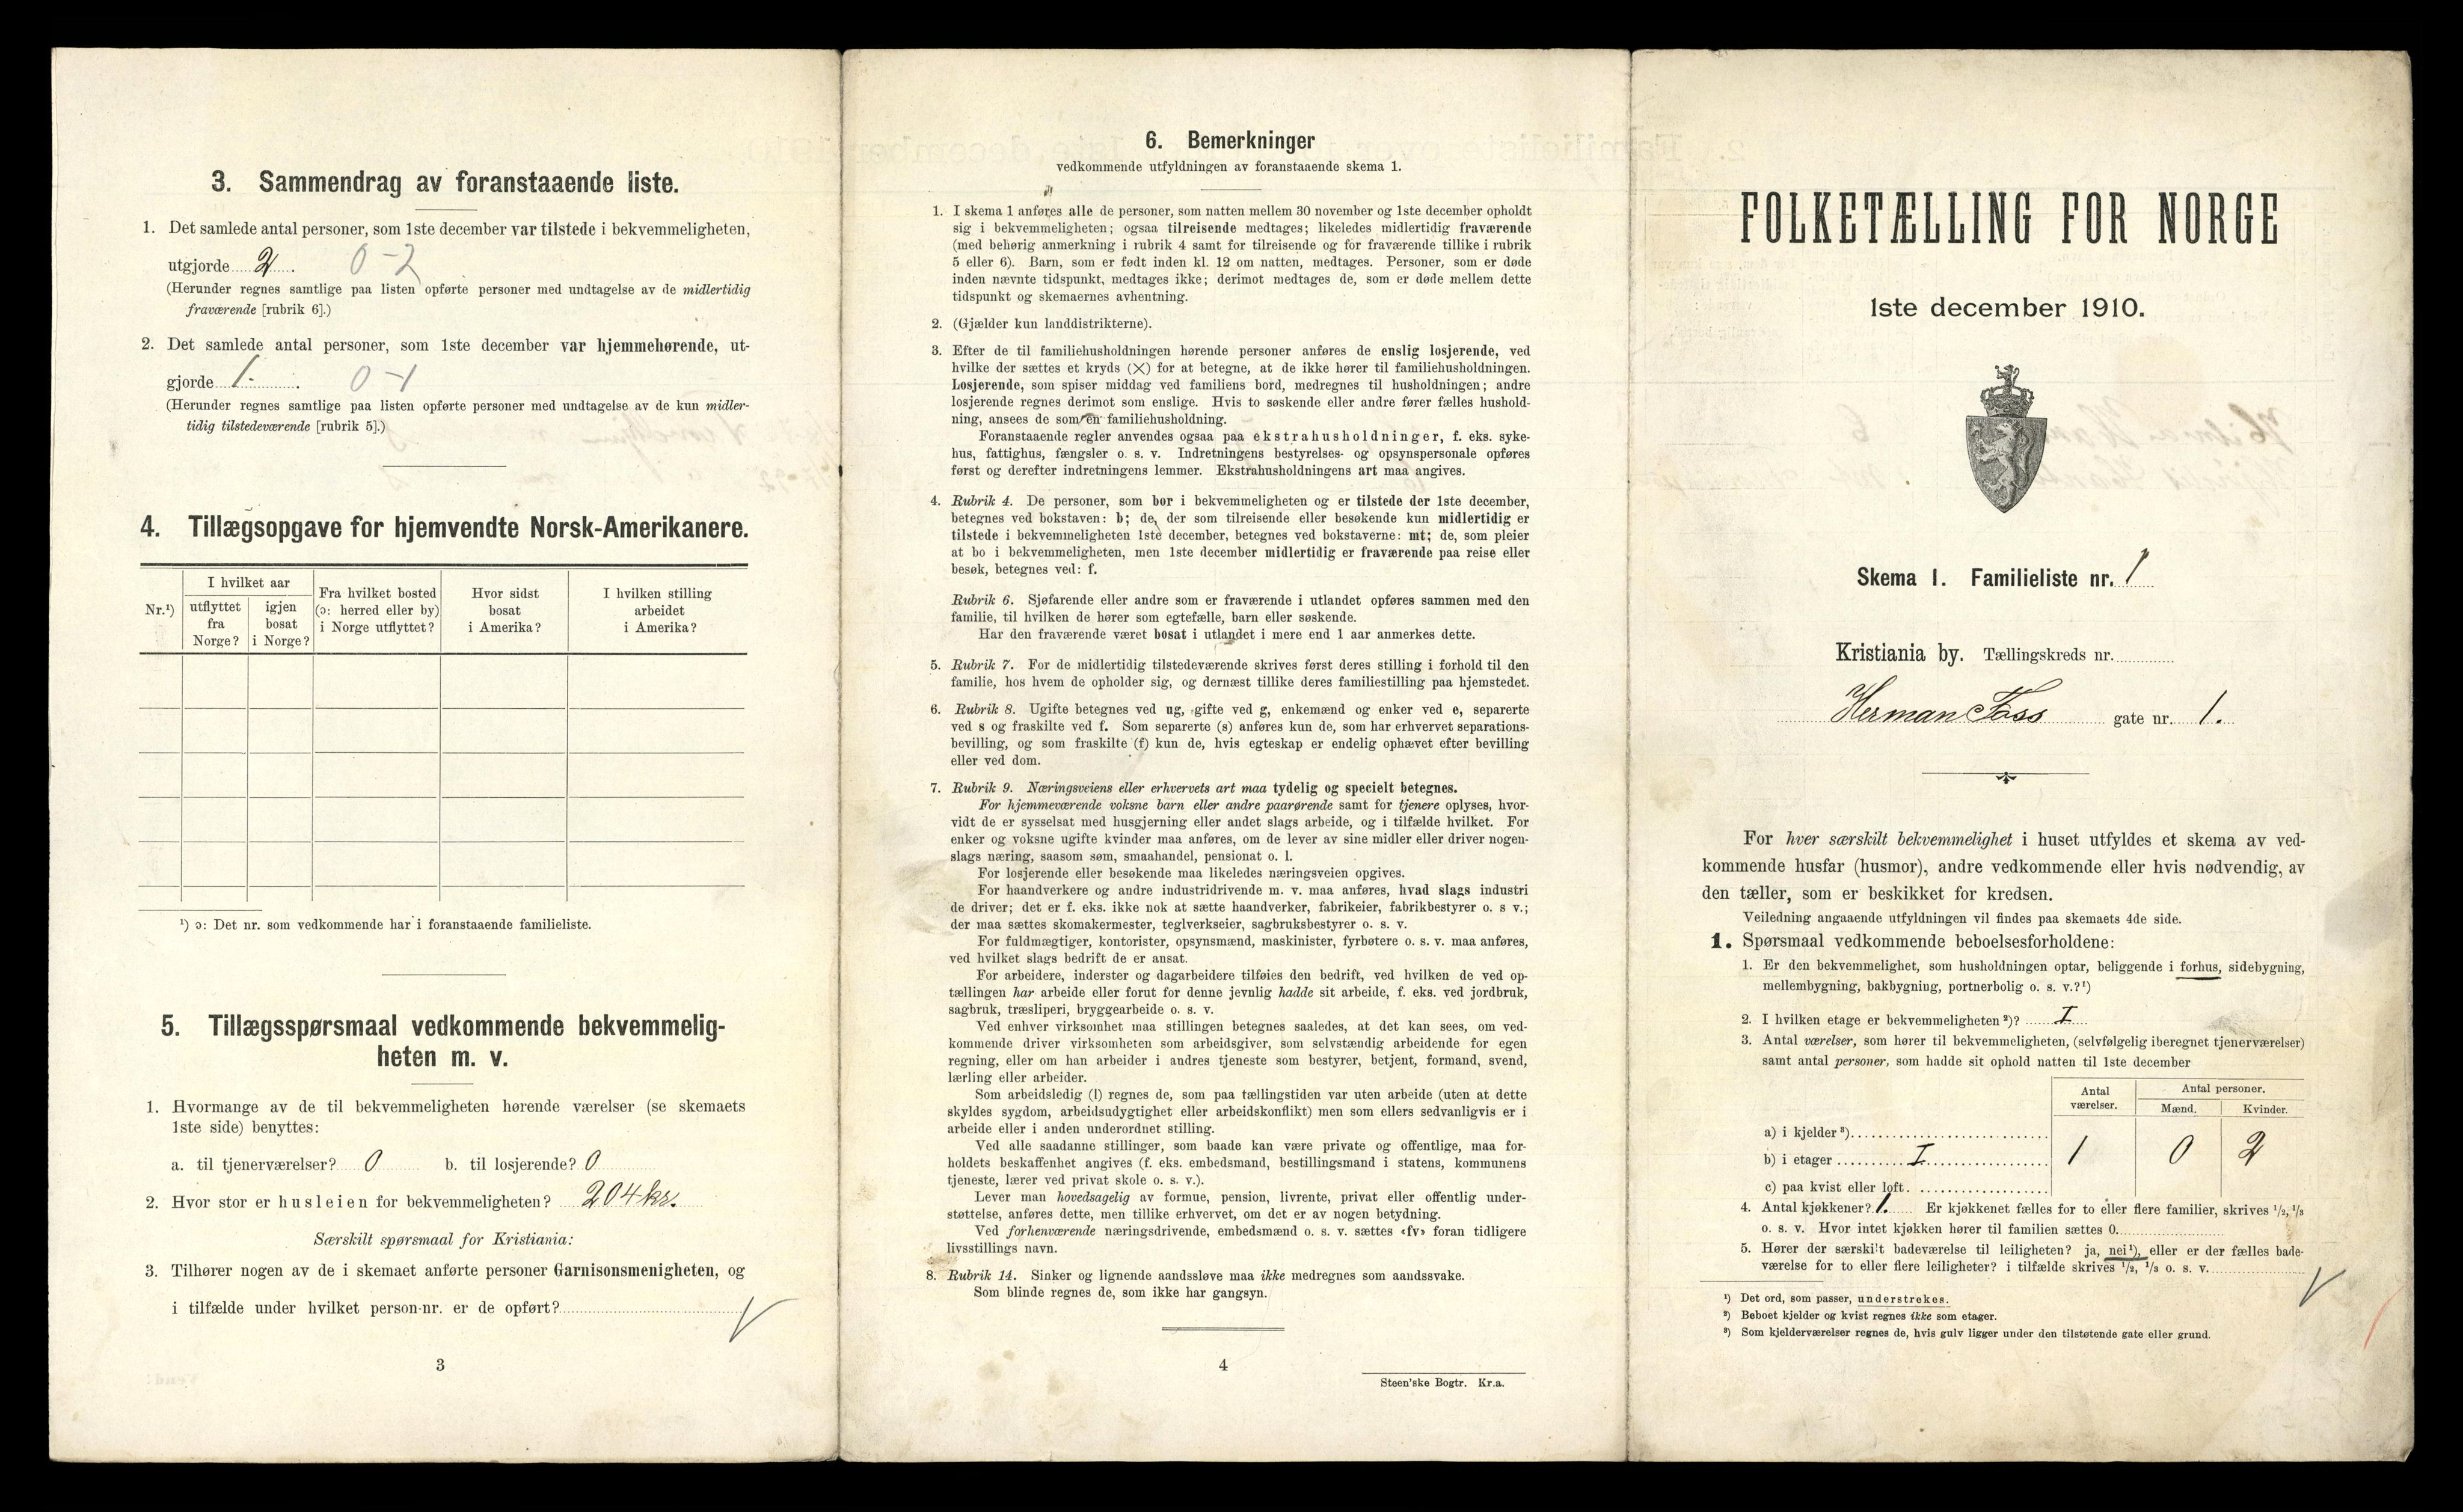 3. Sammendrag av foranstaaende liste.
1. Det samlede antal personer, som 1ste december var tilstede i bekvemmeligheten,
utgjorde 2. 0-2
(Herunder regnes samtlige paa listen opførte personer med undtagelse av de midlertidig
fraværende [rubrik 6].)
2. Det samlede antal personer, som 1ste december var hjemmehørende, ut-
gjorde 1. 0-1
(Herunder regnes samtlige paa listen opførte personer med undtagelse av de kun midler-
tidig tilstedeværende [rubrik 5].)
4. Tillægsopgave for hjemvendte Norsk-Amerikanere.
Nr.¹)
I hvilket aar
utflyttet fra Norge?
igjen bosat i Norge?
Fra hvilket bosted (ɔ: herred eller by) i Norge utflyttet?
Hvor sidst bosat i Amerika?
I hvilken stilling arbeidet i Amerika?
¹) ɔ: Det nr. som vedkommende har i foranstaaende familieliste.
5. Tillægsspørsmaal vedkommende bekvemmelig-
heten m. v.
1. Hvormange av de til bekvemmeligheten hørende værelser (se skemaets
1ste side) benyttes:
a. til tjenerværelser? 0 b. til losjerende? 0
2. Hvor stor er husleien for bekvemmeligheten? 204 kr.
Særskilt spørsmaal for Kristiania:
3. Tilhører nogen av de i skemaet anførte personer Garnisonsmenigheten, og
i tilfælde under hvilket person-nr. er de opført?
3
6. Bemerkninger
vedkommende utfyldningen av foranstaaende skema 1.
1. I skema 1 anføres alle de personer, som natten mellem 30 november og 1ste december opholdt
sig i bekvemmeligheten; ogsaa tilreisende medtages; likeledes midlertidig fraværende
(med behørig anmerkning i rubrik 4 samt for tilreisende og for fraværende tillike i rubrik
5 eller 6). Barn, som er født inden kl. 12 om natten, medtages. Personer, som er døde
inden nævnte tidspunkt, medtages ikke; derimot medtages de, som er døde mellem dette
tidspunkt og skemaernes avhentning.
2. (Gjælder kun landdistrikterne).
3. Efter de til familiehusholdningen hørende personer anføres de enslig losjerende, ved
hvilke der sættes et kryds (×) for at betegne, at de ikke hører til familiehusholdningen.
Losjerende, som spiser middag ved familiens bord, medregnes til husholdningen; andre
losjerende regnes derimot som enslige. Hvis to søskende eller andre fører fælles hushold-
ning, ansees de som en familiehusholdning.
Foranstaaende regler anvendes ogsaa paa ekstrahusholdninger, f. eks. syke-
hus, fattighus, fængsler o. s. v. Indretningens bestyrelses- og opsynspersonale opføres
først og derefter indretningens lemmer. Ekstrahusholdningens art maa angives.
4. Rubrik 4. De personer, som bor i bekvemmeligheten og er tilstede der 1ste december,
betegnes ved bokstaven: b; de, der som tilreisende eller besøkende kun midlertidig er
tilstede i bekvemmeligheten 1ste december, betegnes ved bokstaverne: mt; de, som pleier
at bo i bekvemmeligheten, men 1ste december midlertidig er fraværende paa reise eller
besøk, betegnes ved: f.
Rubrik 6. Sjøfarende eller andre som er fraværende i utlandet opføres sammen med den
familie, til hvilken de hører som egtefælle, barn eller søskende.
Har den fraværende været bosat i utlandet i mere end 1 aar anmerkes dette.
5. Rubrik 7. For de midlertidig tilstedeværende skrives først deres stilling i forhold til den
familie, hos hvem de opholder sig, og dernæst tillike deres familiestilling paa hjemstedet.
6. Rubrik 8. Ugifte betegnes ved ug, gifte ved g, enkemænd og enker ved e, separerte
ved s og fraskilte ved f. Som separerte (s) anføres kun de, som har erhvervet separations-
bevilling, og som fraskilte (f) kun de, hvis egteskap er endelig ophævet efter bevilling
eller ved dom.
7. Rubrik 9. Næringsveiens eller erhvervets art maa tydelig og specielt betegnes.
For hjemmeværende voksne barn eller andre paarørende samt for tjenere oplyses, hvor-
vidt de er sysselsat med husgjerning eller andet slags arbeide, og i tilfælde hvilket. For
enker og voksne ugifte kvinder maa anføres, om de lever av sine midler eller driver nogen-
slags næring, saasom søm, smaahandel, pensionat o. l.
For losjerende eller besøkende maa likeledes næringsveien opgives.
For haandverkere og andre industridrivende m. v. maa anføres, hvad slags industri
de driver; det er f. eks. ikke nok at sætte haandverker, fabrikeier, fabrikbestyrer o. s v.;
der maa sættes skomakermester, teglverkseier, sagbruksbestyrer o. s. v.
For fuldmægtiger, kontorister, opsynsmænd, maskinister, fyrbøtere o. s. v. maa anføres,
ved hvilket slags bedrift de er ansat.
For arbeidere, inderster og dagarbeidere tilføies den bedrift, ved hvilken de ved op-
tællingen har arbeide eller forut for denne jevnlig hadde sit arbeide, f. eks. ved jordbruk,
sagbruk, træsliperi, bryggearbeide o. s. v.
Ved enhver virksomhet maa stillingen betegnes saaledes, at det kan sees, om ved-
kommende driver virksomheten som arbeidsgiver, som selvstændig arbeidende for egen
regning, eller om han arbeider i andres tjeneste som bestyrer, betjent, formand, svend,
lærling eller arbeider.
Som arbeidsledig (l) regnes de, som paa tællingstiden var uten arbeide (uten at dette
skyldes sygdom, arbeidsudygtighet eller arbeidskonflikt) men som ellers sedvanligvis er i
arbeide eller i anden underordnet stilling.
Ved alle saadanne stillinger, som baade kan være private og offentlige, maa for-
holdets beskaffenhet angives (f. eks. embedsmand, bestillingsmand i statens, kommunens
tjeneste, lærer ved privat skole o. s. v.).
Lever man hovedsagelig av formue, pension, livrente, privat eller offentlig under-
støttelse, anføres dette, men tillike erhvervet, om det er av nogen betydning.
Ved forhenværende næringsdrivende, embedsmænd o. s. v. sættes «fv» foran tidligere
livsstillings navn.
8. Rubrik 14. Sinker og lignende aandssløve maa ikke medregnes som aandssvake.
Som blinde regnes de, som ikke har gangsyn.
4
Steen'ske Bogtr. Kr.a.
FOLKETÆLLING FOR NORGE
1ste december 1910.
Skema 1. Familieliste nr. 1
Kristiania by. Tællingskreds nr.
Herman Foss gate nr. 1.
For hver særskilt bekvemmelighet i huset utfyldes et skema av ved-
kommende husfar (husmor), andre vedkommende eller hvis nødvendig, av
den tæller, som er beskikket for kredsen.
Veiledning angaaende utfyldningen vil findes paa skemaets 4de side.
1. Spørsmaal vedkommende beboelsesforholdene:
1. Er den bekvemmelighet, som husholdningen optar, beliggende i forhus, sidebygning,
mellembygning, bakbygning, portnerbolig o. s. v.?¹)
2. I hvilken etage er bekvemmeligheten²)? I
3. Antal værelser, som hører til bekvemmeligheten, (selvfølgelig iberegnet tjenerværelser)
samt antal personer, som hadde sit ophold natten til 1ste december
Antal værelser.
Antal personer.
Mænd. Kvinder.
a) i kjelder³)
b) i etager I 1 0 2
c) paa kvist eller loft.
4. Antal kjøkkener? 1. Er kjøkkenet fælles for to eller flere familier, skrives 1/2, 1/3
o. s. v. Hvor intet kjøkken hører til familien sættes 0.
5. Hører der særskilt badeværelse til leiligheten? ja, nei¹), eller er der fælles bade-
værelse for to eller flere leiligheter? i tilfælde skrives 1/2, 1/3 o. s. v.
¹) Det ord, som passer, understrekes.
²) Beboet kjelder og kvist regnes ikke som etager.
³) Som kjelderværelser regnes de, hvis gulv ligger under den tilstøtende gate eller grund.